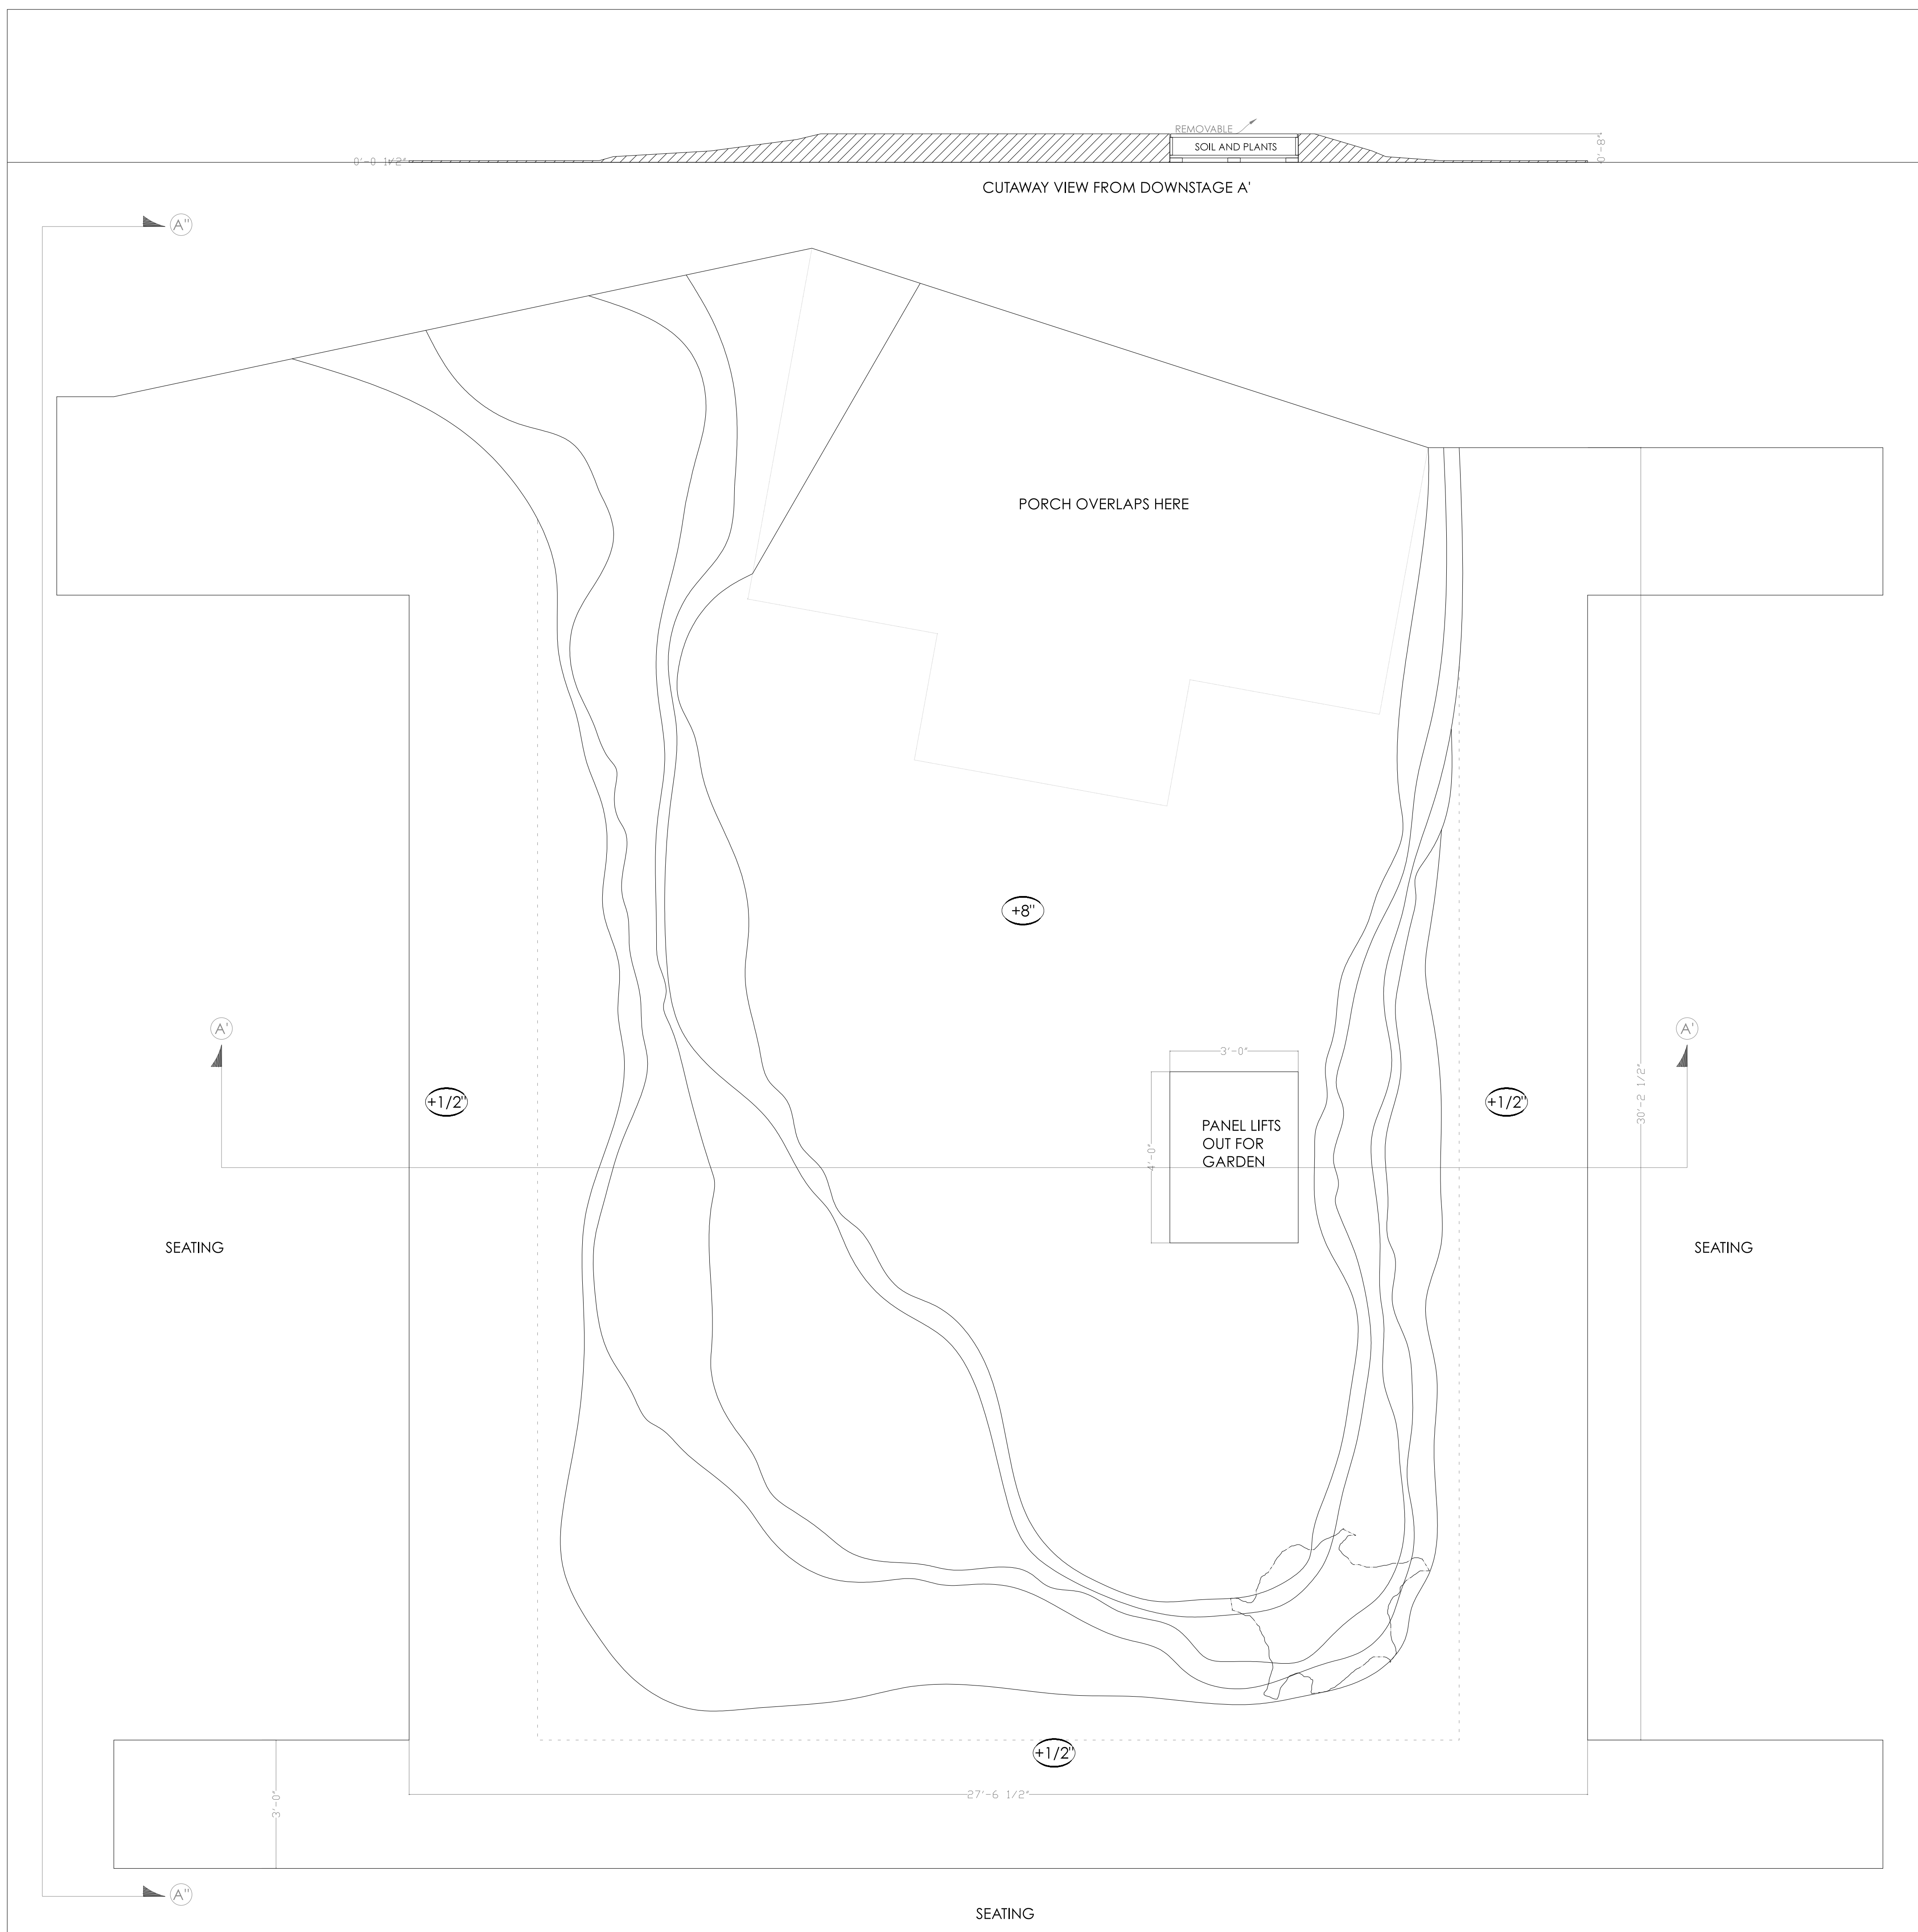 REMOVABLE
0'-8"
SOIL AND PLANTS
0'-0 1/2"
CUTAWAY VIEW FROM DOWNSTAGE A'
A"
PORCH OVERLAPS HERE
+8"
A'
A'
3'-0"
+1/2"
+1/2"
30'-2 1/2"
PANEL LIFTS
OUT FOR
GARDEN
4'-0"
SEATING
SEATING
+1/2"
27'-6 1/2"
3'-0"
A"
SEATING